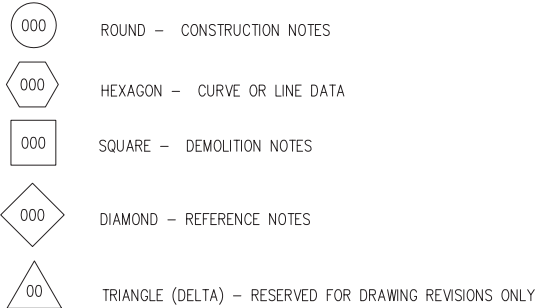 000 ROUND – CONSTRUCTION NOTES
000 HEXAGON – CURVE OR LINE DATA
000 SQUARE – DEMOLITION NOTES
000 DIAMOND – REFERENCE NOTES
00 TRIANGLE (DELTA) – RESERVED FOR DRAWING REVISIONS ONLY